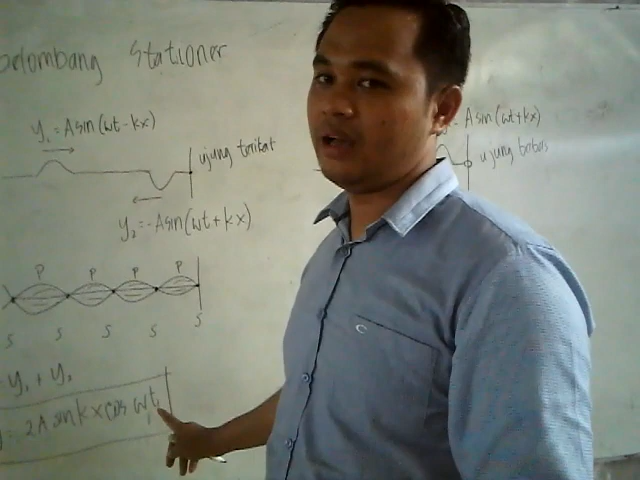 Gelombang Stationer
y₁ = A sin (ωt - kx)
ujung terikat
y₂ = -A sin (ωt + kx)
A sin (ωt + kx)
ujung bebas
P P P P
S S S S S
y₁ + y₂
y = 2A sin kx cos ωt